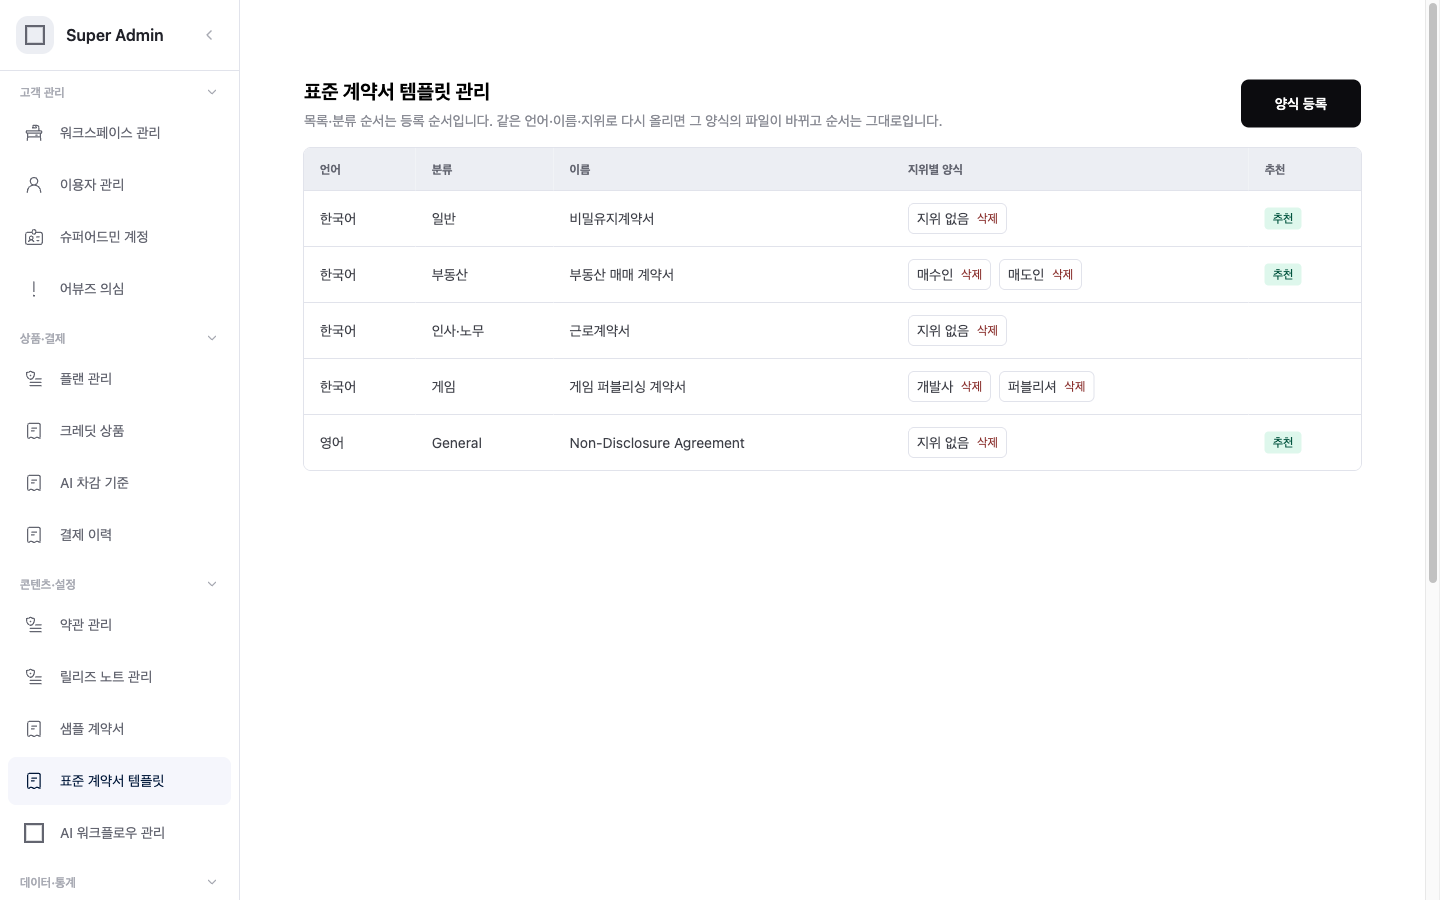 Super Admin
고객 관리
워크스페이스 관리
이용자 관리
슈퍼어드민 계정
어뷰즈 의심
상품·결제
플랜 관리
크레딧 상품
AI 차감 기준
결제 이력
콘텐츠·설정
약관 관리
릴리즈 노트 관리
샘플 계약서
표준 계약서 템플릿
AI 워크플로우 관리
데이터·통계
표준 계약서 템플릿 관리
목록·분류 순서는 등록 순서입니다. 같은 언어·이름·지위로 다시 올리면 그 양식의 파일이 바뀌고 순서는 그대로입니다.
양식 등록
언어 분류 이름 지위별 양식 추천
한국어 일반 비밀유지계약서 지위 없음 삭제 추천
한국어 부동산 부동산 매매 계약서 매수인 삭제 매도인 삭제 추천
한국어 인사·노무 근로계약서 지위 없음 삭제
한국어 게임 게임 퍼블리싱 계약서 개발사 삭제 퍼블리셔 삭제
영어 General Non-Disclosure Agreement 지위 없음 삭제 추천